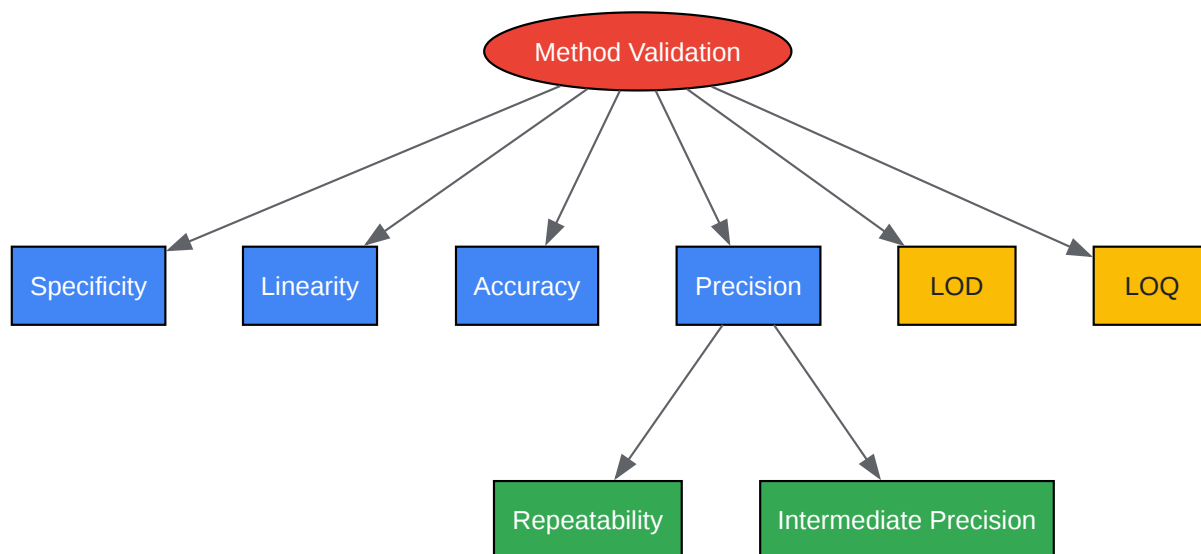 Method Validation
Specificity
Linearity
Accuracy
Precision
LOD
LOQ
Repeatability
Intermediate Precision